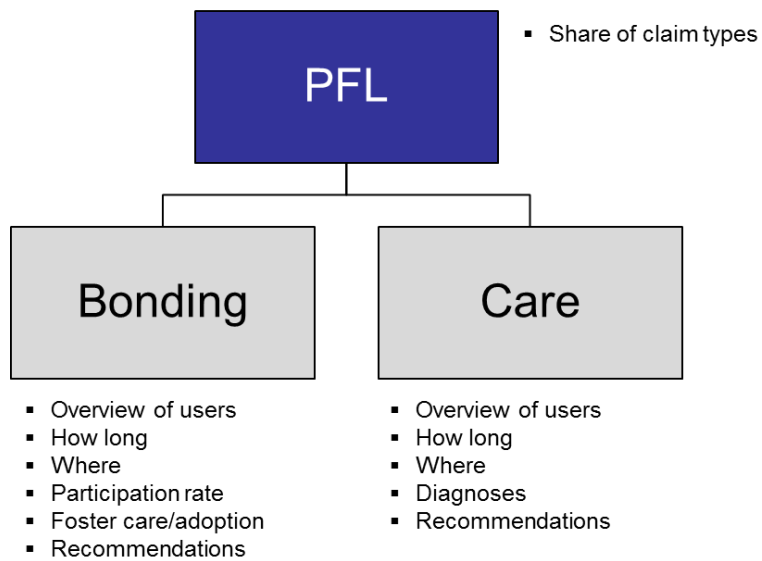 PFL
▪ Share of claim types
Bonding
▪ Overview of users
▪ How long
▪ Where
▪ Participation rate
▪ Foster care/adoption
▪ Recommendations
Care
▪ Overview of users
▪ How long
▪ Where
▪ Diagnoses
▪ Recommendations